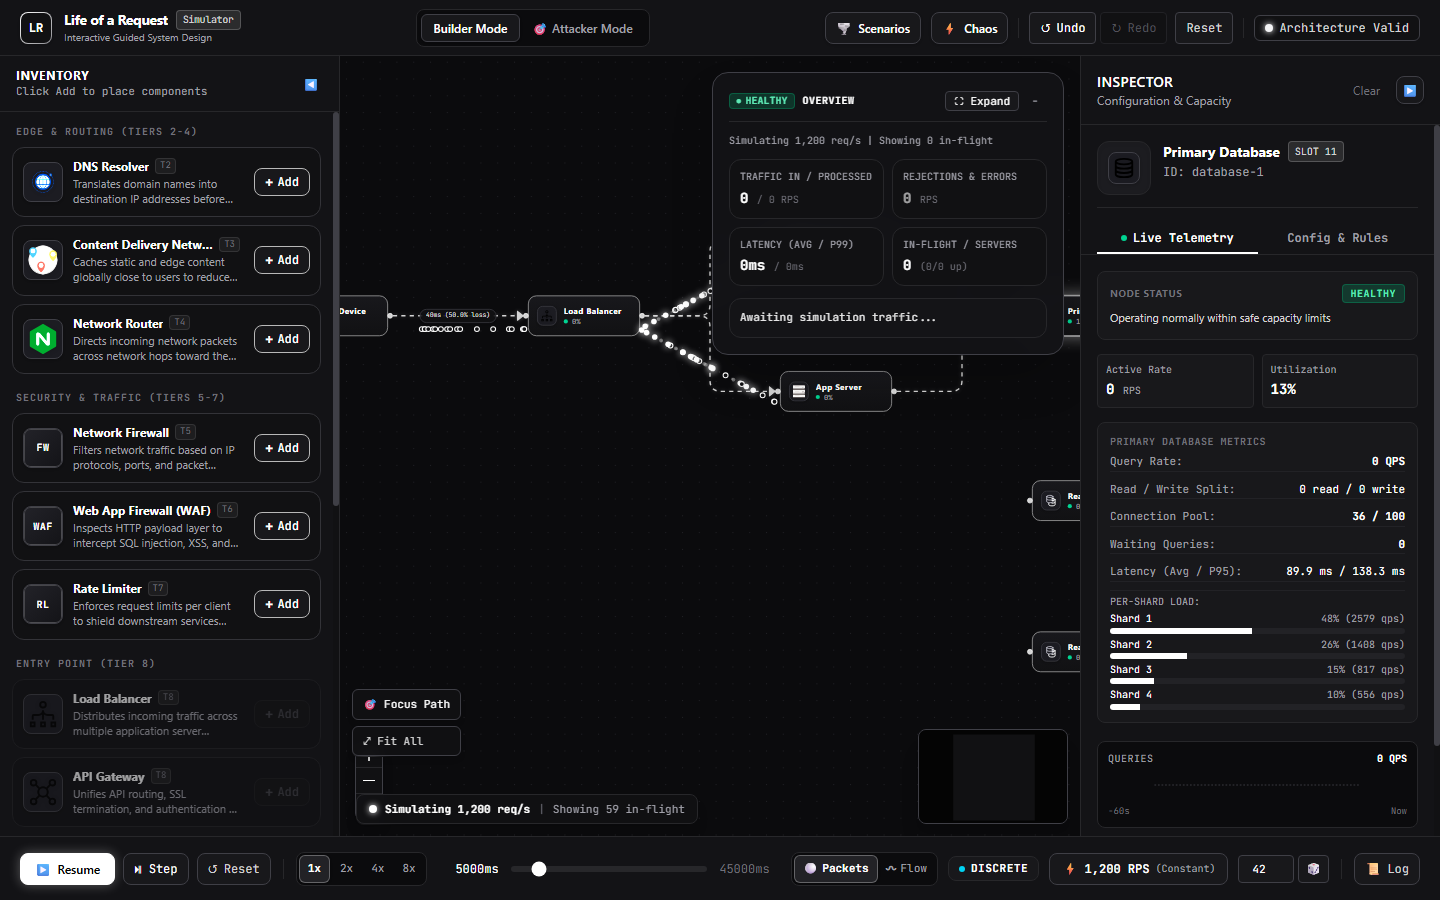 LR
Life of a Request Simulator
Interactive Guided System Design
Builder Mode
Attacker Mode
Scenarios
Chaos
↺ Undo
↻ Redo
Reset
Architecture Valid
INVENTORY
Click Add to place components
EDGE & ROUTING (TIERS 2-4)
DNS Resolver T2
Translates domain names into
destination IP addresses before…
+ Add
Content Delivery Netw… T3
Caches static and edge content
globally close to users to reduce…
+ Add
Network Router T4
Directs incoming network packets
across network hops toward the…
+ Add
SECURITY & TRAFFIC (TIERS 5-7)
FW
Network Firewall T5
Filters network traffic based on IP
protocols, ports, and packet…
+ Add
WAF
Web App Firewall (WAF) T6
Inspects HTTP payload layer to
intercept SQL injection, XSS, and…
+ Add
RL
Rate Limiter T7
Enforces request limits per client
to shield downstream services…
+ Add
ENTRY POINT (TIER 8)
Load Balancer T8
Distributes incoming traffic across
multiple application server…
+ Add
API Gateway T8
Unifies API routing, SSL
termination, and authentication …
+ Add
Device
40ms (50.0% loss)
Load Balancer
0%
App Server
0%
HEALTHY OVERVIEW
Expand
-
Simulating 1,200 req/s | Showing 0 in-flight
TRAFFIC IN / PROCESSED
0 / 0 RPS
REJECTIONS & ERRORS
0 RPS
LATENCY (AVG / P99)
0ms / 0ms
IN-FLIGHT / SERVERS
0 (0/0 up)
Awaiting simulation traffic...
Pri
1
Rea
0
Rea
0
Focus Path
Fit All
Simulating 1,200 req/s | Showing 59 in-flight
INSPECTOR
Configuration & Capacity
Clear
Primary Database SLOT 11
ID: database-1
Live Telemetry
Config & Rules
NODE STATUS
HEALTHY
Operating normally within safe capacity limits
Active Rate
0 RPS
Utilization
13%
PRIMARY DATABASE METRICS
Query Rate: 0 QPS
Read / Write Split: 0 read / 0 write
Connection Pool: 36 / 100
Waiting Queries: 0
Latency (Avg / P95): 89.9 ms / 138.3 ms
PER-SHARD LOAD:
Shard 1 48% (2579 qps)
Shard 2 26% (1408 qps)
Shard 3 15% (817 qps)
Shard 4 10% (556 qps)
QUERIES 0 QPS
-60s Now
Resume
Step
↺ Reset
1x 2x 4x 8x
5000ms
45000ms
Packets
Flow
DISCRETE
1,200 RPS (Constant)
42
Log